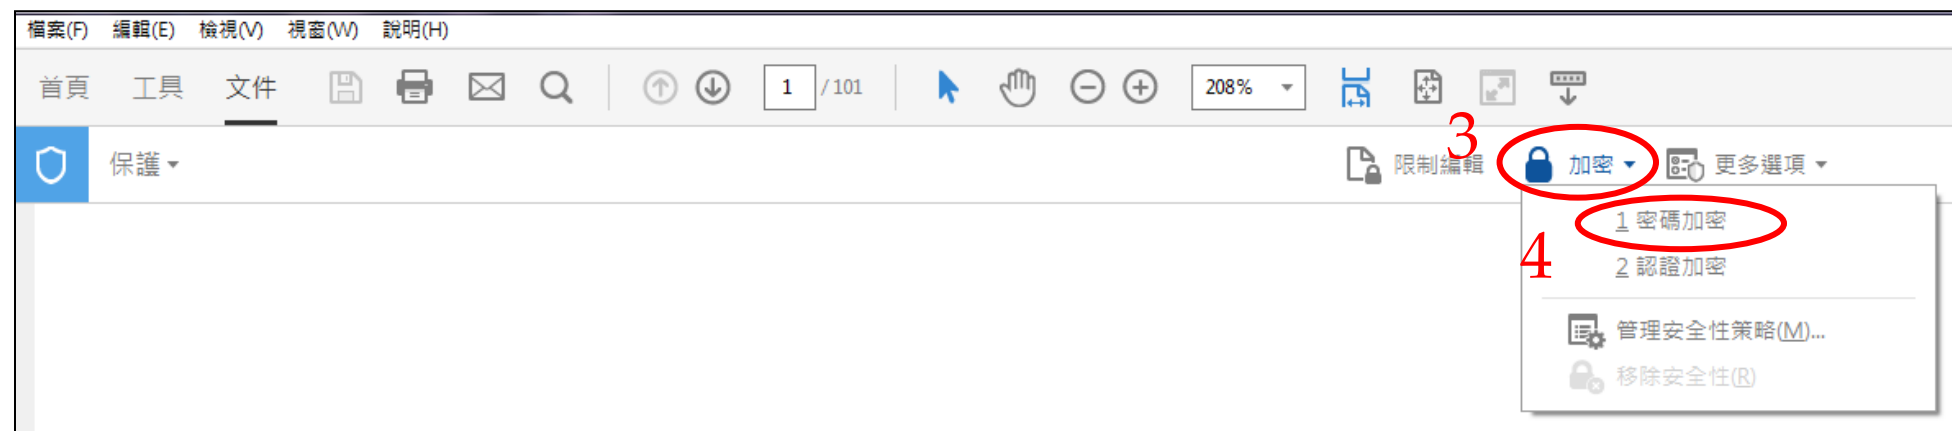 檔案(F) 編輯(E) 檢視(V) 視窗(W) 說明(H)
首頁 工具 文件 1 / 101 208%
保護 限制編輯 3 加密 更多選項
1 密碼加密
4
2 認證加密
管理安全性策略(M)...
移除安全性(R)